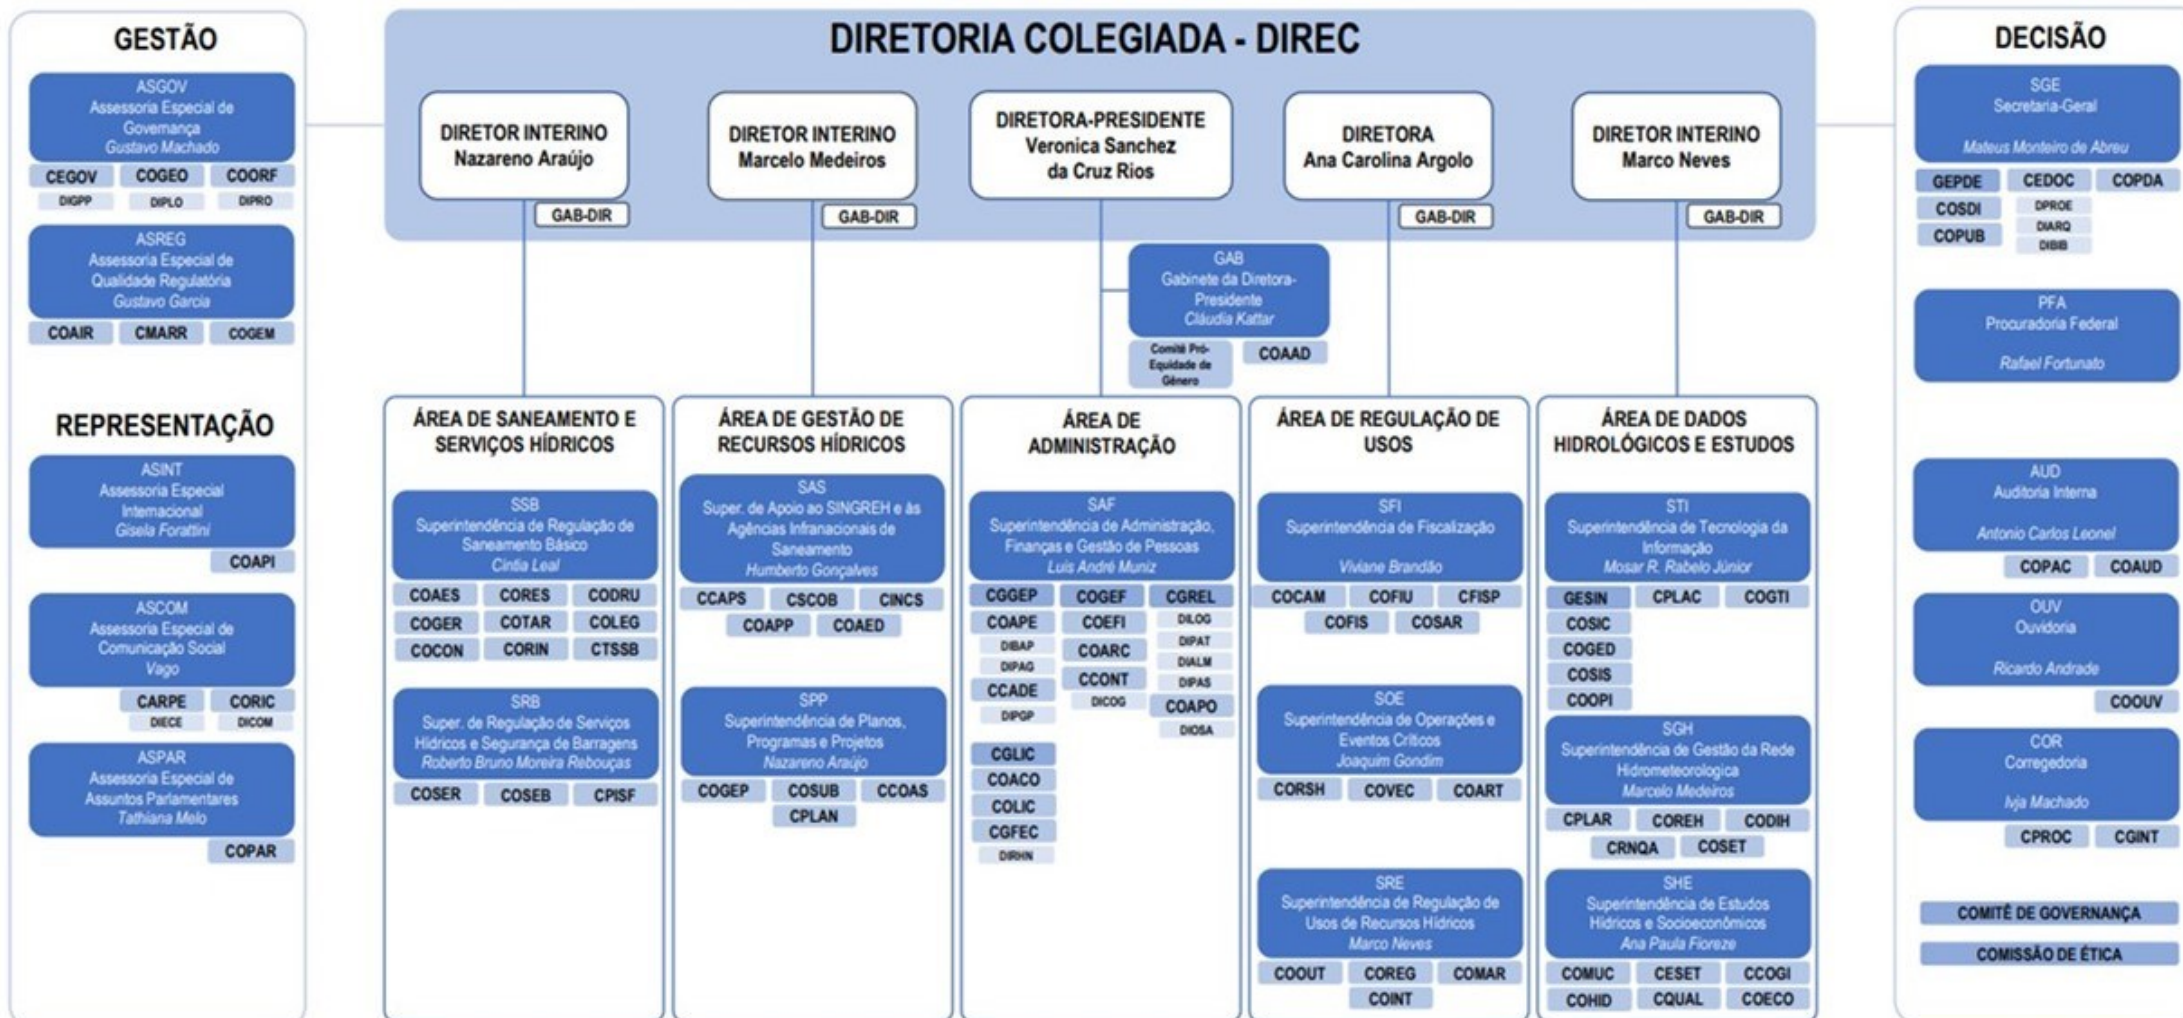 GESTÃO
ASGOV
Assessoria Especial de
Governança
Gustavo Machado
CEGOV COGEO COORF
DIGPP DIPLO DIPRO
ASREG
Assessoria Especial de
Qualidade Regulatória
Gustavo Garcia
COAIR CMARR COGEM
REPRESENTAÇÃO
ASINT
Assessoria Especial
Internacional
Gisela Forattini
COAPI
ASCOM
Assessoria Especial de
Comunicação Social
Vago
CARPE CORIC
DIECE DICOM
ASPAR
Assessoria Especial de
Assuntos Parlamentares
Tathiana Melo
COPAR
DIRETORIA COLEGIADA - DIREC
DIRETOR INTERINO
Nazareno Araújo
GAB-DIR
DIRETOR INTERINO
Marcelo Medeiros
GAB-DIR
DIRETORA-PRESIDENTE
Veronica Sanchez
da Cruz Rios
DIRETORA
Ana Carolina Argolo
GAB-DIR
DIRETOR INTERINO
Marco Neves
GAB-DIR
GAB
Gabinete da Diretora-
Presidente
Cláudia Kattar
Comitê Pró-
Equidade de
Gênero
COAAD
ÁREA DE SANEAMENTO E
SERVIÇOS HÍDRICOS
SSB
Superintendência de Regulação de
Saneamento Básico
Cintia Leal
COAES CORES CODRU
COGER COTAR COLEG
COCON CORIN CTSSB
SRB
Super. de Regulação de Serviços
Hídricos e Segurança de Barragens
Roberto Bruno Moreira Rebouças
COSER COSEB CPISF
ÁREA DE GESTÃO DE
RECURSOS HÍDRICOS
SAS
Super. de Apoio ao SINGREH e às
Agências Infranacionais de
Saneamento
Humberto Gonçalves
CCAPS CSCOB CINCS
COAPP COAED
SPP
Superintendência de Planos,
Programas e Projetos
Nazareno Araújo
COGEP COSUB CCOAS
CPLAN
ÁREA DE
ADMINISTRAÇÃO
SAF
Superintendência de Administração,
Finanças e Gestão de Pessoas
Luis André Muniz
CGGEP
COAPE
DIBAP
DIPAG
CCADE
DIPGP
CGLIC
COACO
COLIC
CGFEC
DIRHN
COGEF
COEFI
COARC
CCONT
DICOG
CGREL
DILOG
DIPAT
DIALM
DIPAS
COAPO
DIOSA
ÁREA DE REGULAÇÃO DE
USOS
SFI
Superintendência de Fiscalização
Viviane Brandão
COCAM COFIU CFISP
COFIS COSAR
SOE
Superintendência de Operações e
Eventos Críticos
Joaquim Gondim
CORSH COVEC COART
SRE
Superintendência de Regulação de
Usos de Recursos Hídricos
Marco Neves
COOUT COREG COMAR
COINT
ÁREA DE DADOS
HIDROLÓGICOS E ESTUDOS
STI
Superintendência de Tecnologia da
Informação
Mosar R. Rabelo Júnior
GESIN CPLAC COGTI
COSIC
COGED
COSIS
COOPI
SGH
Superintendência de Gestão da Rede
Hidrometeorologica
Marcelo Medeiros
CPLAR COREH CODIH
CRNQA COSET
SHE
Superintendência de Estudos
Hídricos e Socioeconômicos
Ana Paula Fioreze
COMUC CESET CCOGI
COHID CQUAL COECO
DECISÃO
SGE
Secretaria-Geral
Mateus Monteiro de Abreu
GEPDE CEDOC COPDA
COSDI DPROE
COPUB DIARQ
DIBIB
PFA
Procuradoria Federal
Rafael Fortunato
AUD
Auditoria Interna
Antonio Carlos Leonel
COPAC COAUD
OUV
Ouvidoria
Ricardo Andrade
COOUV
COR
Corregedoria
Ivja Machado
CPROC CGINT
COMITÊ DE GOVERNANÇA
COMISSÃO DE ÉTICA